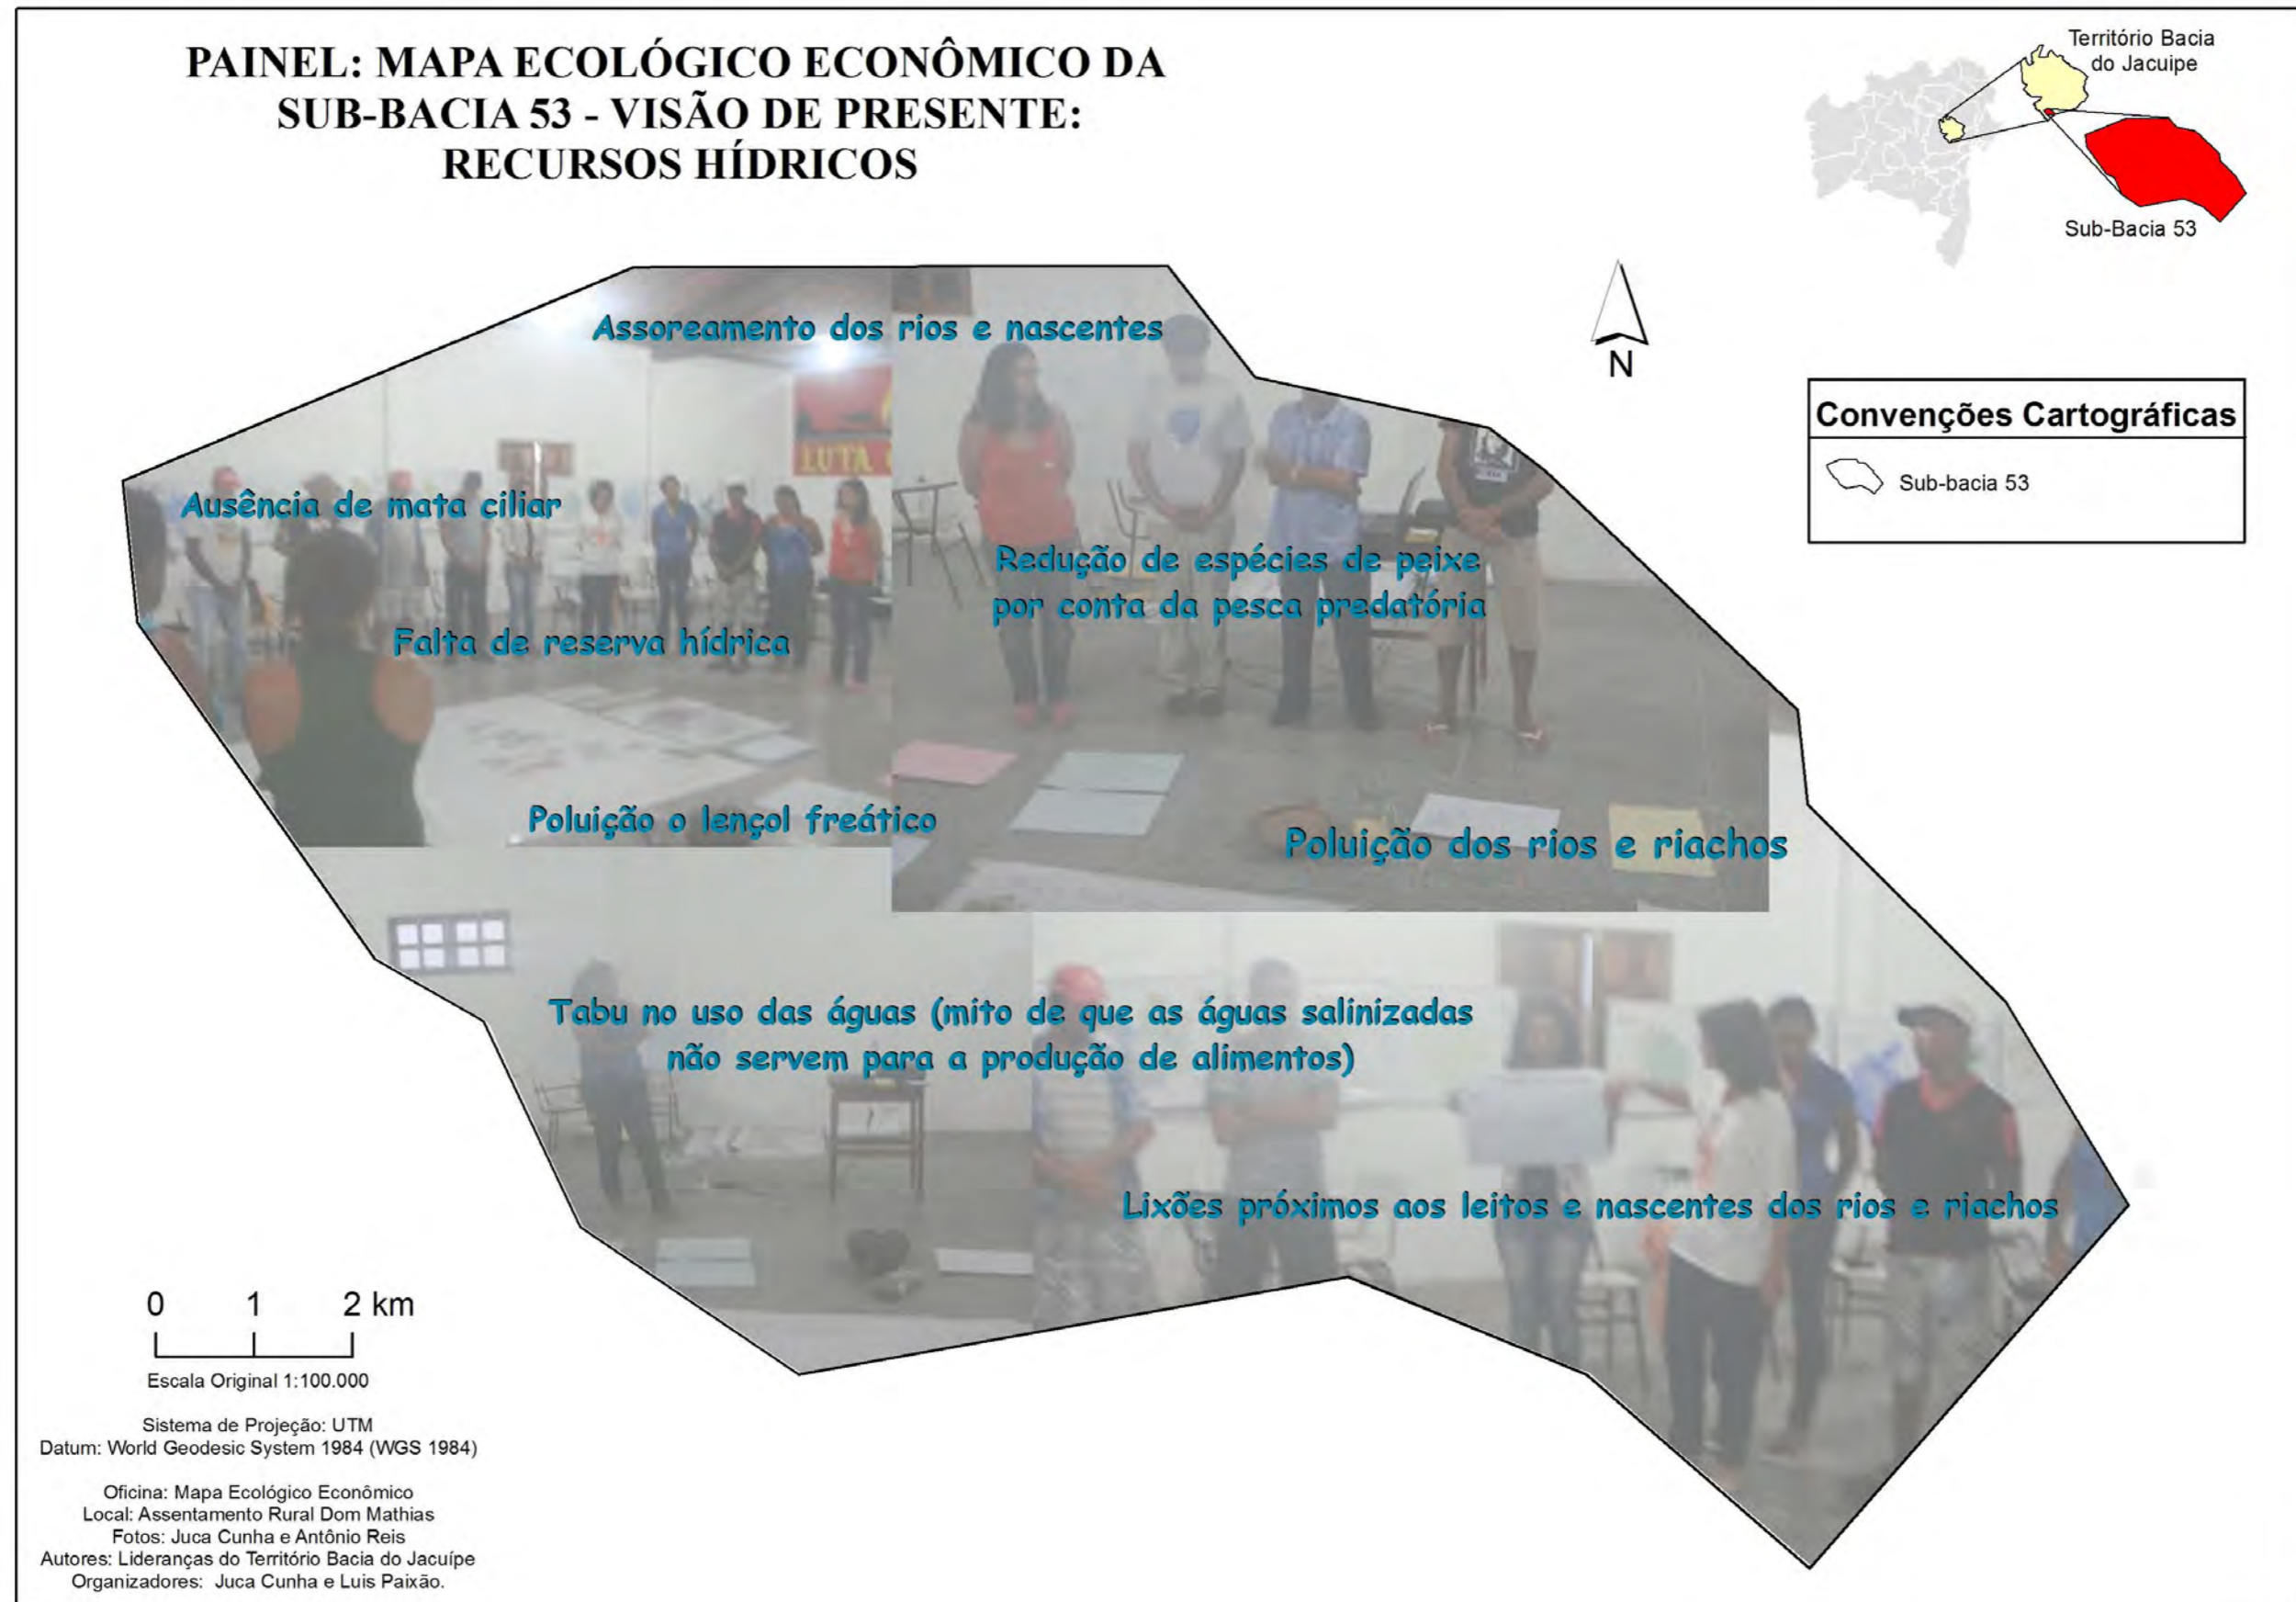 PAINEL: MAPA ECOLÓGICO ECONÔMICO DA
SUB-BACIA 53 - VISÃO DE PRESENTE:
RECURSOS HÍDRICOS
Território Bacia
do Jacuipe
Sub-Bacia 53
N
Convenções Cartográficas
Sub-bacia 53
Assoreamento dos rios e nascentes
LUTA
Ausência de mata ciliar
Redução de espécies de peixe
por conta da pesca predatória
Falta de reserva hídrica
Poluição o lençol freático
Poluição dos rios e riachos
Tabu no uso das águas (mito de que as águas salinizadas
não servem para a produção de alimentos)
Lixões próximos aos leitos e nascentes dos rios e riachos
0 1 2 km
Escala Original 1:100.000
Sistema de Projeção: UTM
Datum: World Geodesic System 1984 (WGS 1984)
Oficina: Mapa Ecológico Econômico
Local: Assentamento Rural Dom Mathias
Fotos: Juca Cunha e Antônio Reis
Autores: Lideranças do Território Bacia do Jacuípe
Organizadores: Juca Cunha e Luis Paixão.